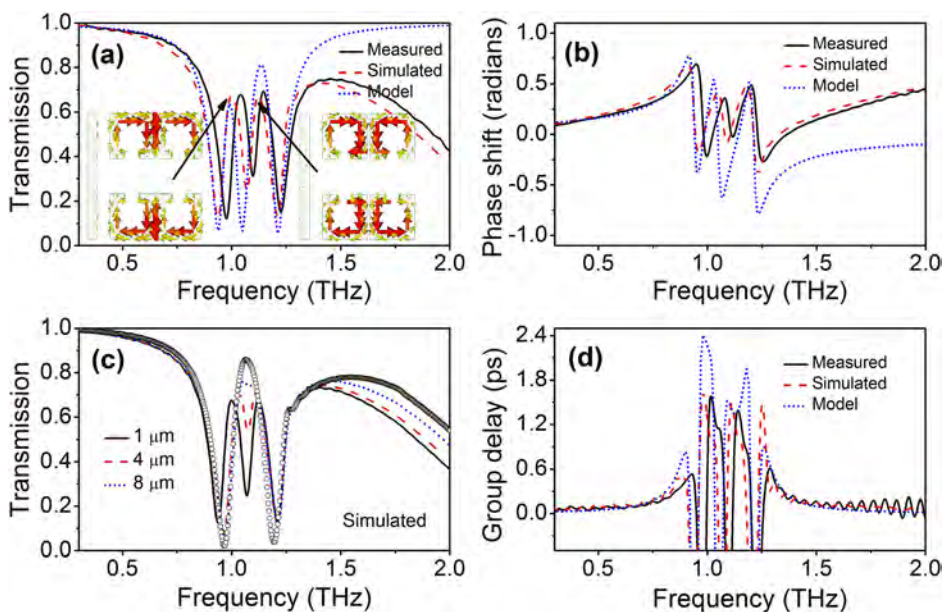 (a)
Measured
Simulated
Model
Transmission
1.0
0.8
0.6
0.4
0.2
0.0
0.5 1.0 1.5 2.0
Frequency (THz)
(b)
Measured
Simulated
Model
Phase shift (radians)
1.0
0.5
0.0
-0.5
-1.0
0.5 1.0 1.5 2.0
Frequency (THz)
(c)
1 μm
4 μm
8 μm
Simulated
Transmission
1.0
0.8
0.6
0.4
0.2
0.0
0.5 1.0 1.5 2.0
Frequency (THz)
(d)
Measured
Simulated
Model
Group delay (ps)
2.4
1.8
1.2
0.6
0.0
0.5 1.0 1.5 2.0
Frequency (THz)